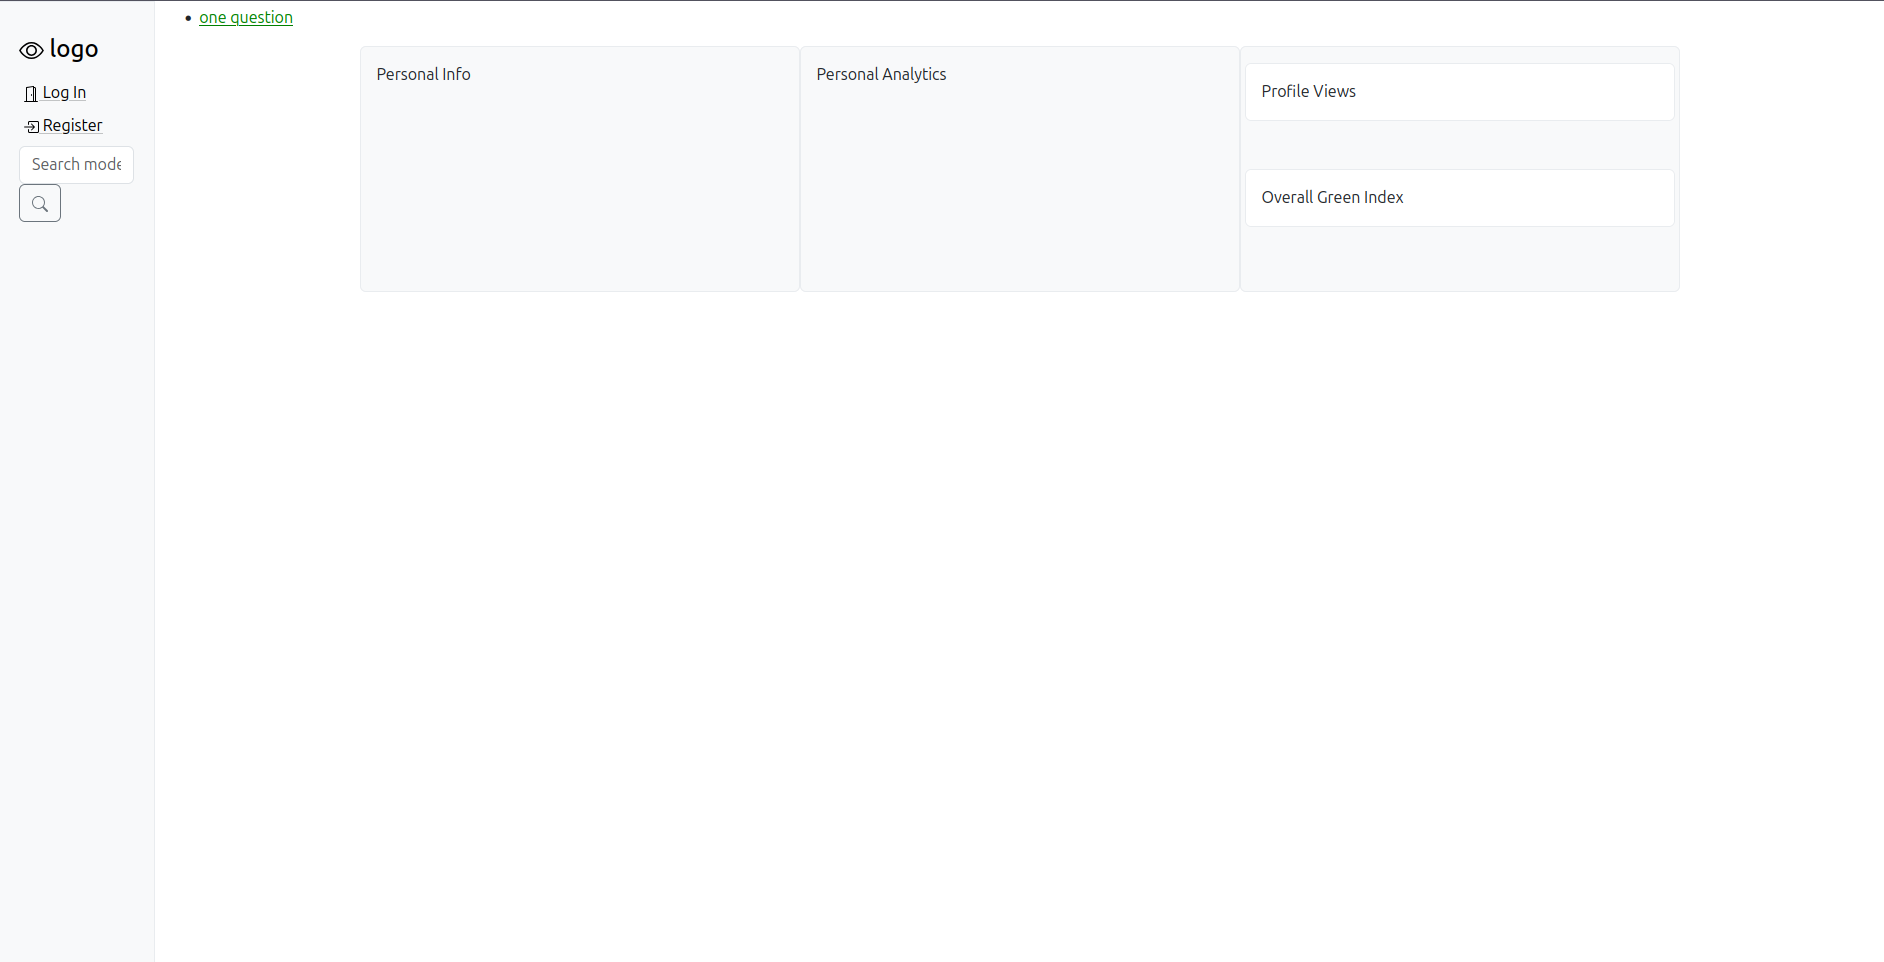 one question
logo
Log In
Register
Search mode
Personal Info
Personal Analytics
Profile Views
Overall Green Index